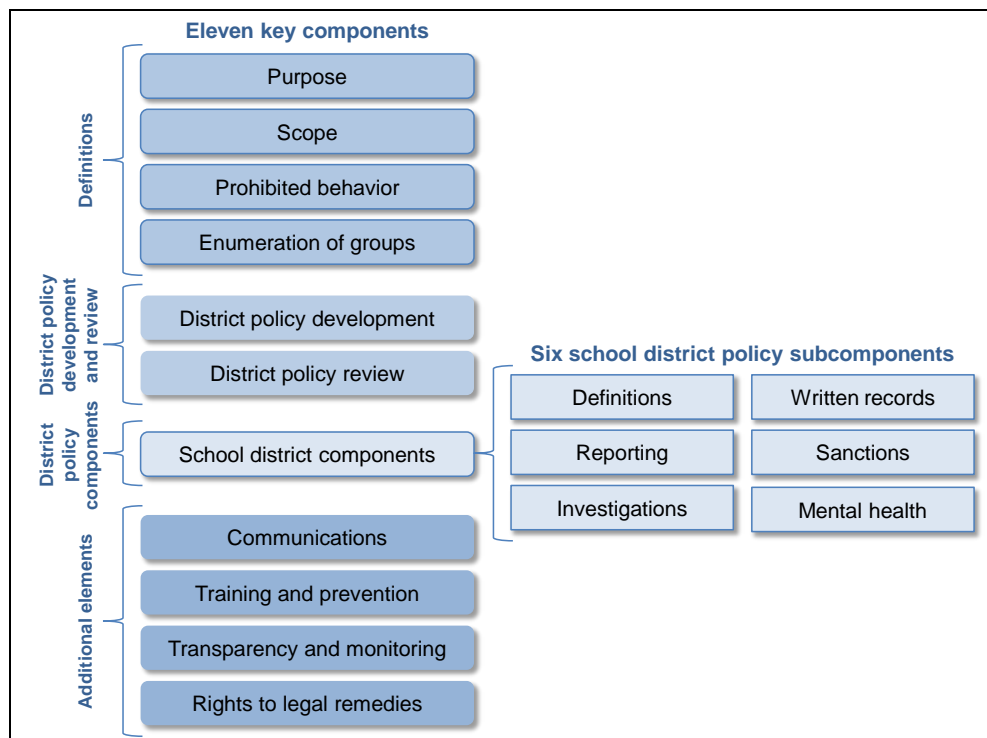 Eleven key components
Definitions
Purpose
Scope
Prohibited behavior
Enumeration of groups
District policy
development
and review
District policy development
District policy review
District
policy
components
School district components
Six school district policy subcomponents
Definitions
Written records
Reporting
Sanctions
Investigations
Mental health
Additional elements
Communications
Training and prevention
Transparency and monitoring
Rights to legal remedies